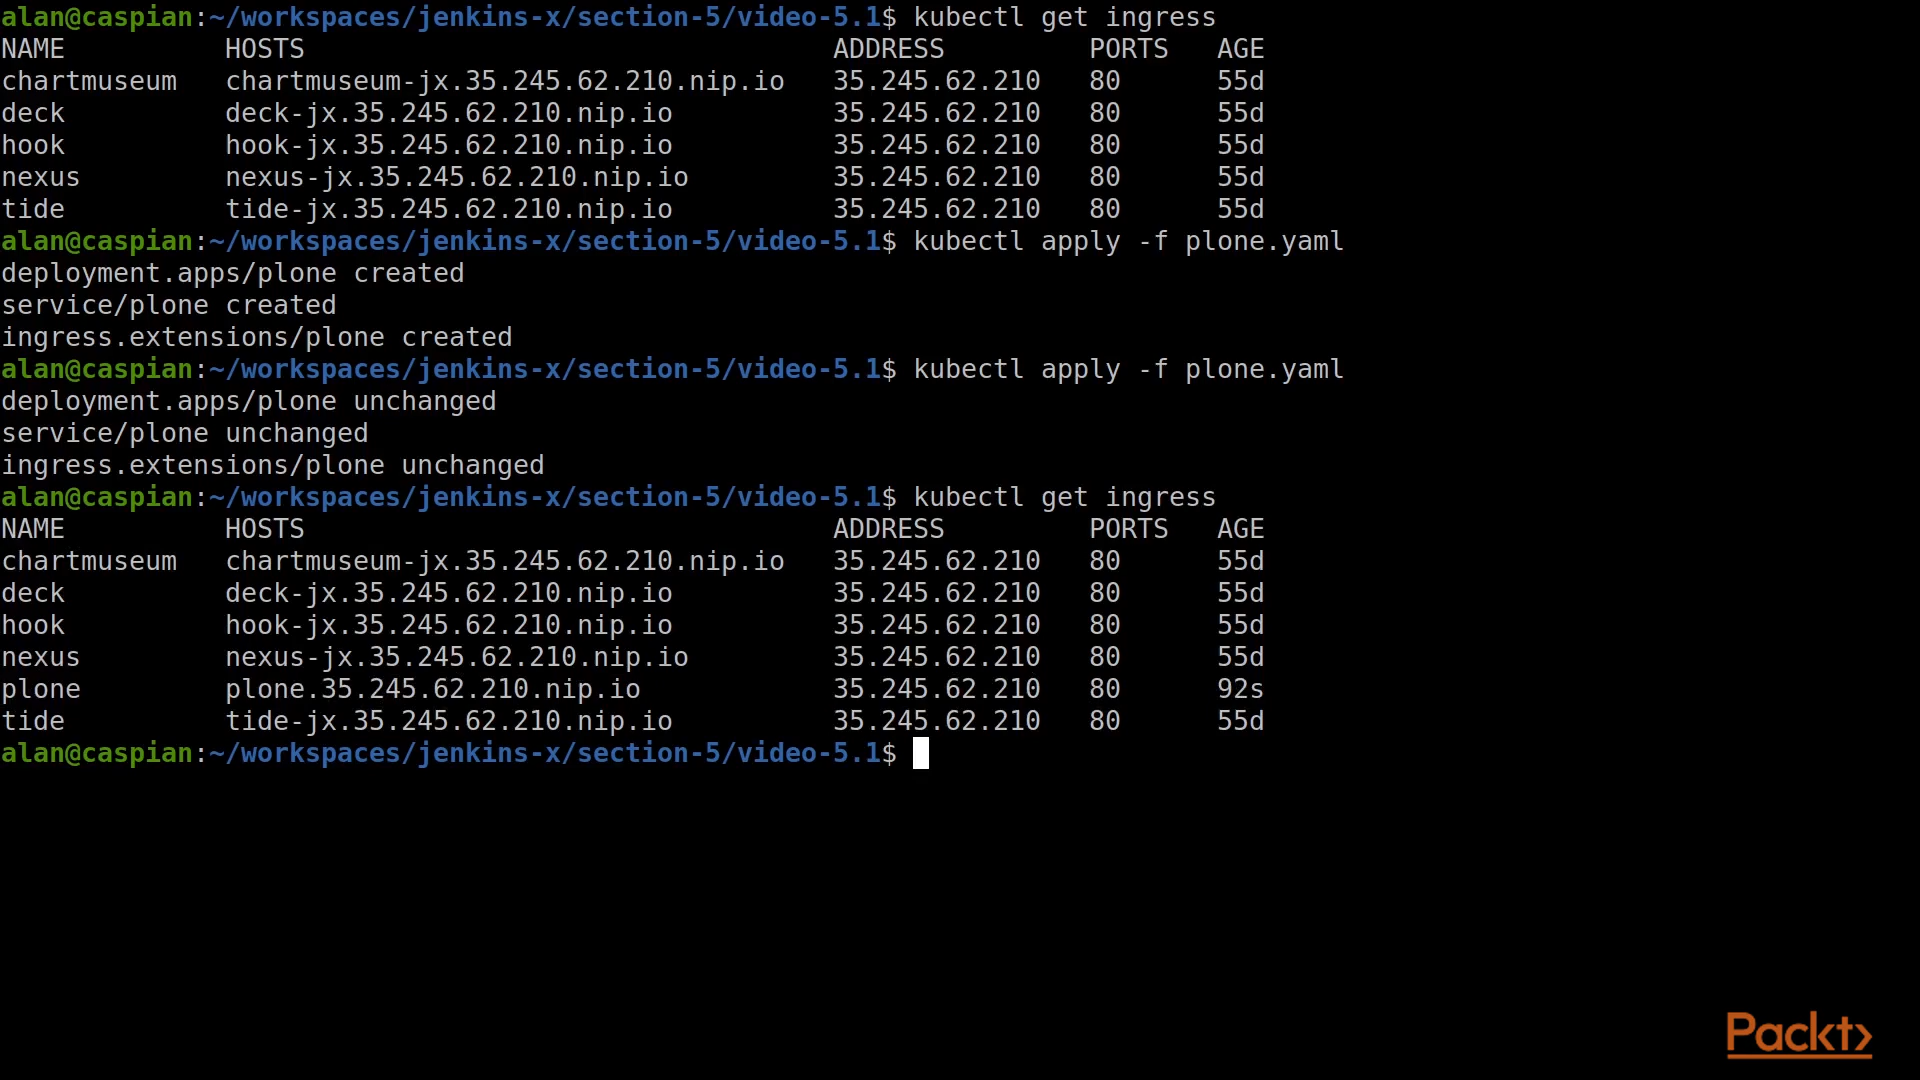 alan@caspian:~/workspaces/jenkins-x/section-5/video-5.1$ kubectl get ingress
NAME          HOSTS                                 ADDRESS         PORTS   AGE
chartmuseum   chartmuseum-jx.35.245.62.210.nip.io   35.245.62.210   80      55d
deck          deck-jx.35.245.62.210.nip.io          35.245.62.210   80      55d
hook          hook-jx.35.245.62.210.nip.io          35.245.62.210   80      55d
nexus         nexus-jx.35.245.62.210.nip.io         35.245.62.210   80      55d
tide          tide-jx.35.245.62.210.nip.io          35.245.62.210   80      55d
alan@caspian:~/workspaces/jenkins-x/section-5/video-5.1$ kubectl apply -f plone.yaml
deployment.apps/plone created
service/plone created
ingress.extensions/plone created
alan@caspian:~/workspaces/jenkins-x/section-5/video-5.1$ kubectl apply -f plone.yaml
deployment.apps/plone unchanged
service/plone unchanged
ingress.extensions/plone unchanged
alan@caspian:~/workspaces/jenkins-x/section-5/video-5.1$ kubectl get ingress
NAME          HOSTS                                 ADDRESS         PORTS   AGE
chartmuseum   chartmuseum-jx.35.245.62.210.nip.io   35.245.62.210   80      55d
deck          deck-jx.35.245.62.210.nip.io          35.245.62.210   80      55d
hook          hook-jx.35.245.62.210.nip.io          35.245.62.210   80      55d
nexus         nexus-jx.35.245.62.210.nip.io         35.245.62.210   80      55d
plone         plone.35.245.62.210.nip.io            35.245.62.210   80      92s
tide          tide-jx.35.245.62.210.nip.io          35.245.62.210   80      55d
alan@caspian:~/workspaces/jenkins-x/section-5/video-5.1$
Packt>